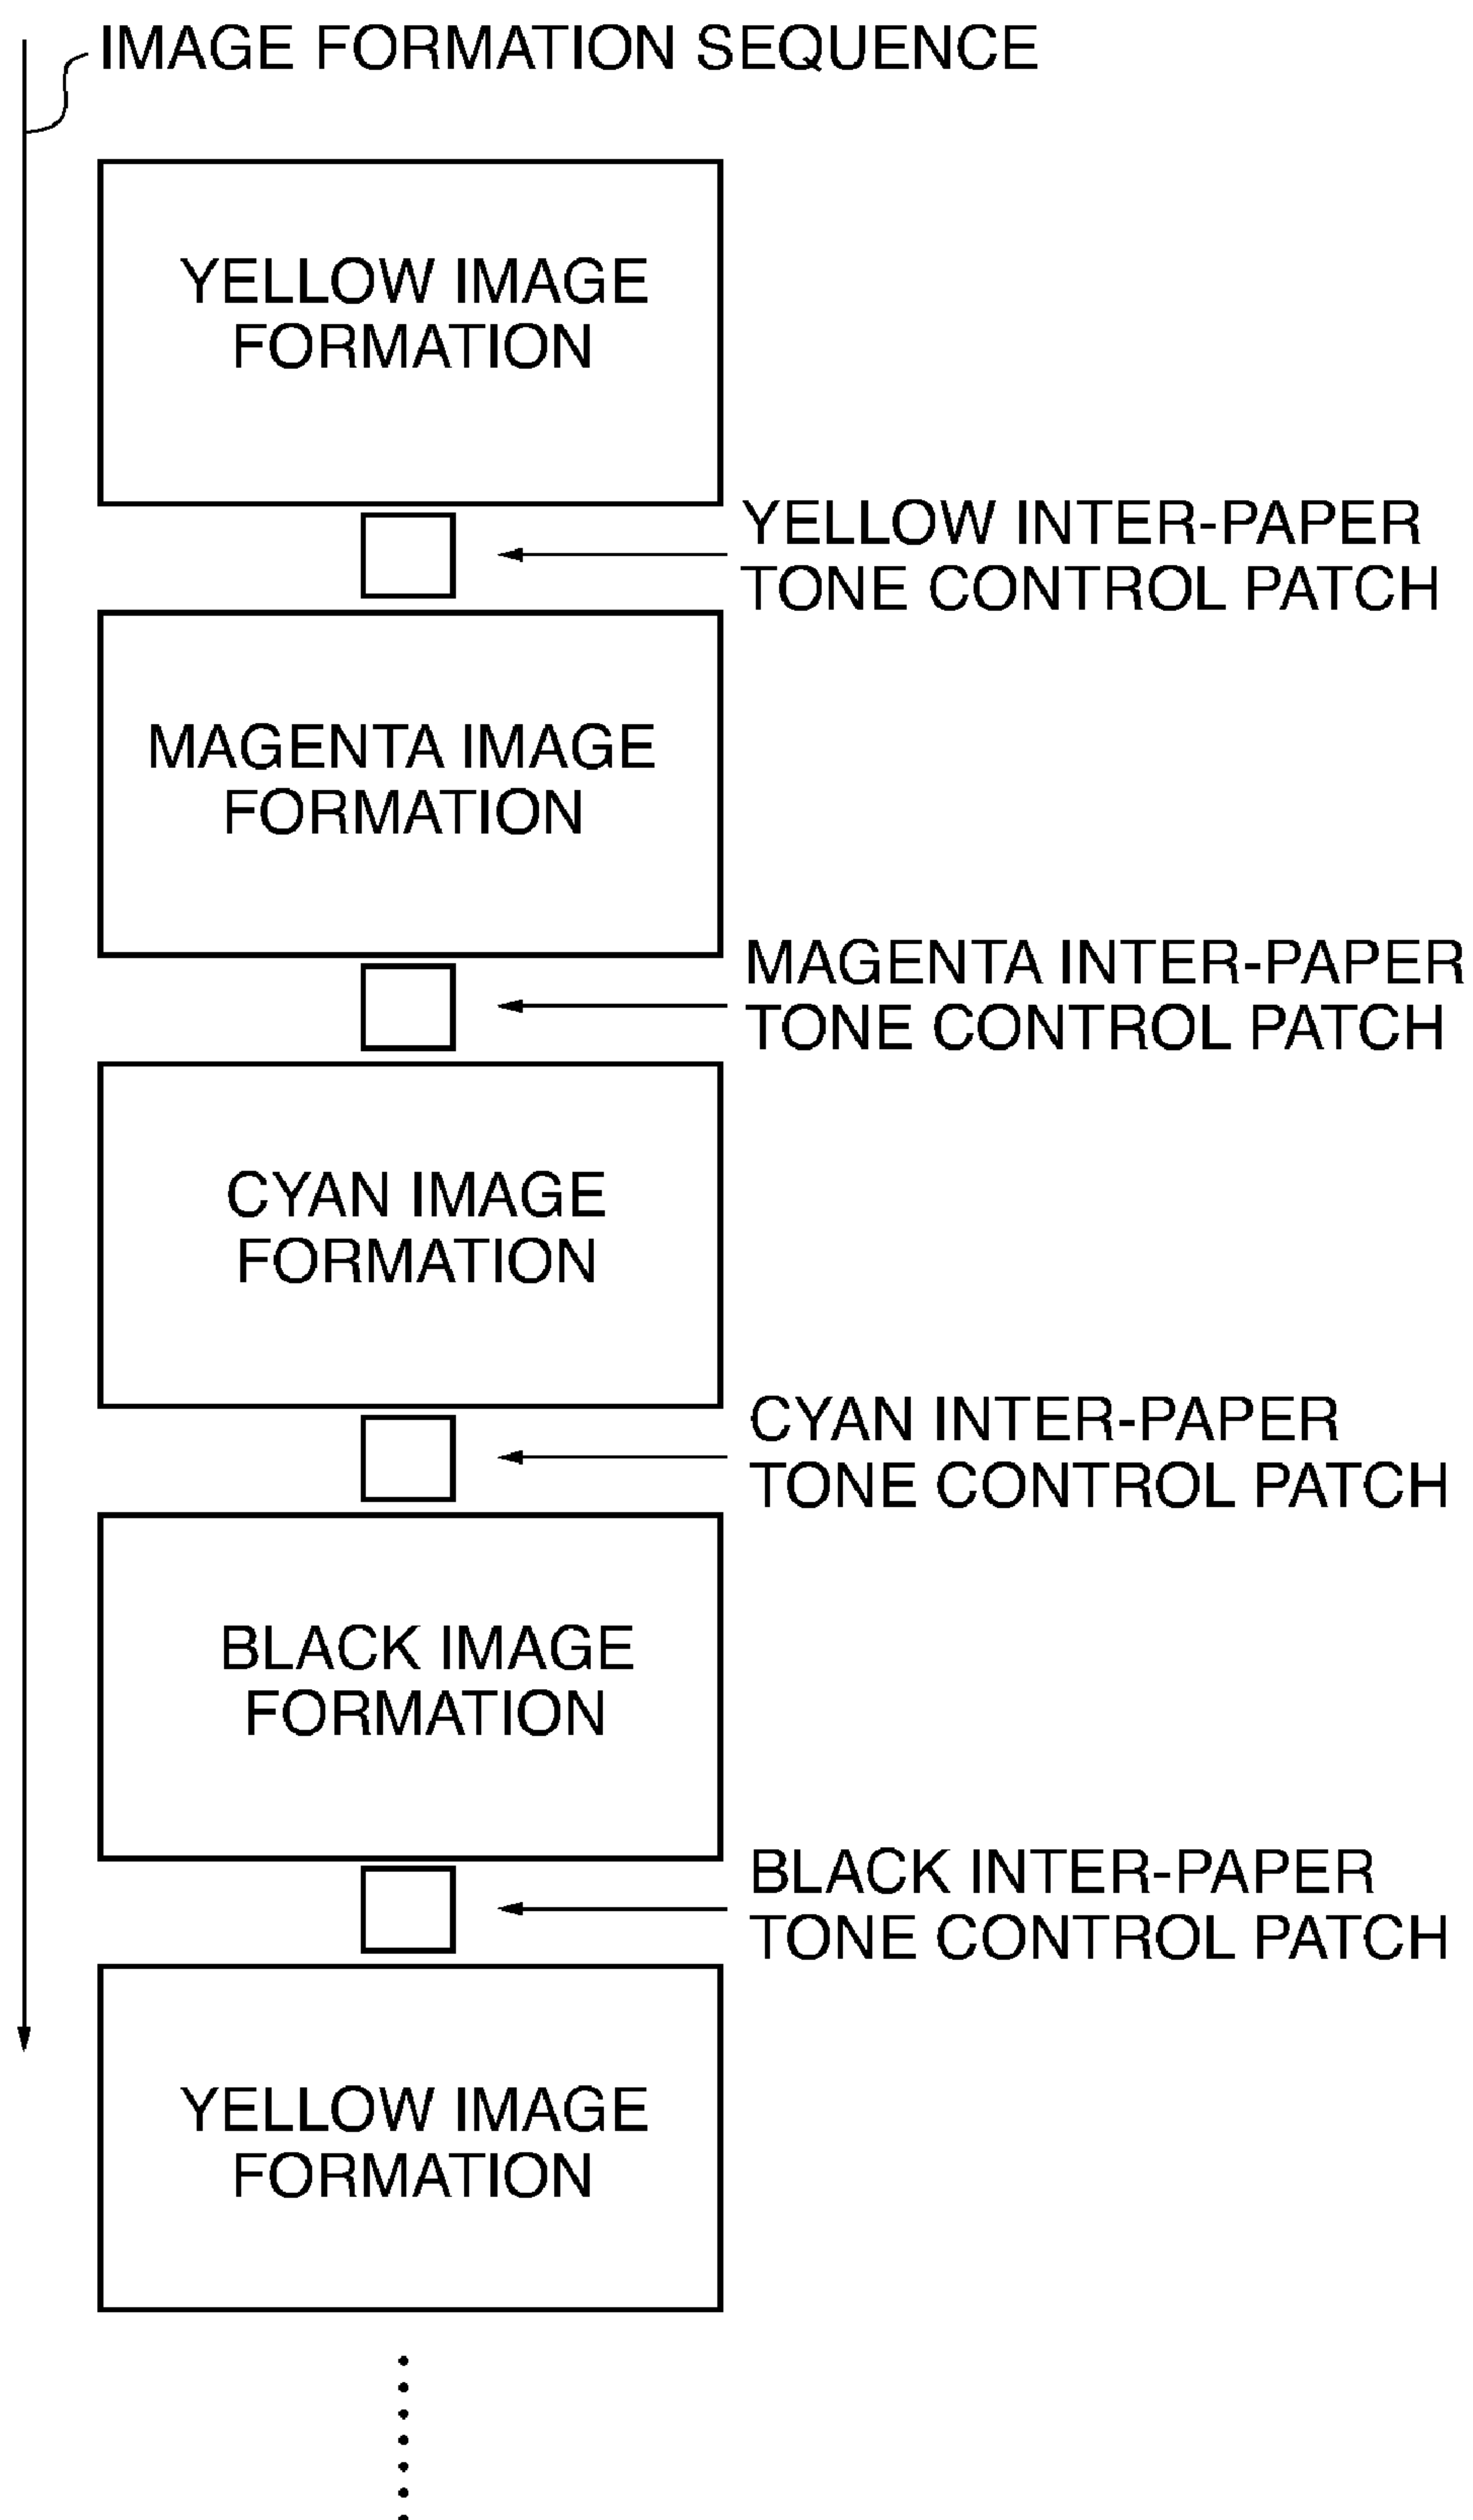 IMAGE FORMATION SEQUENCE
YELLOW IMAGE
FORMATION
YELLOW INTER-PAPER
TONE CONTROL PATCH
MAGENTA IMAGE
FORMATION
MAGENTA INTER-PAPER
TONE CONTROL PATCH
CYAN IMAGE
FORMATION
CYAN INTER-PAPER
TONE CONTROL PATCH
BLACK IMAGE
FORMATION
BLACK INTER-PAPER
TONE CONTROL PATCH
YELLOW IMAGE
FORMATION